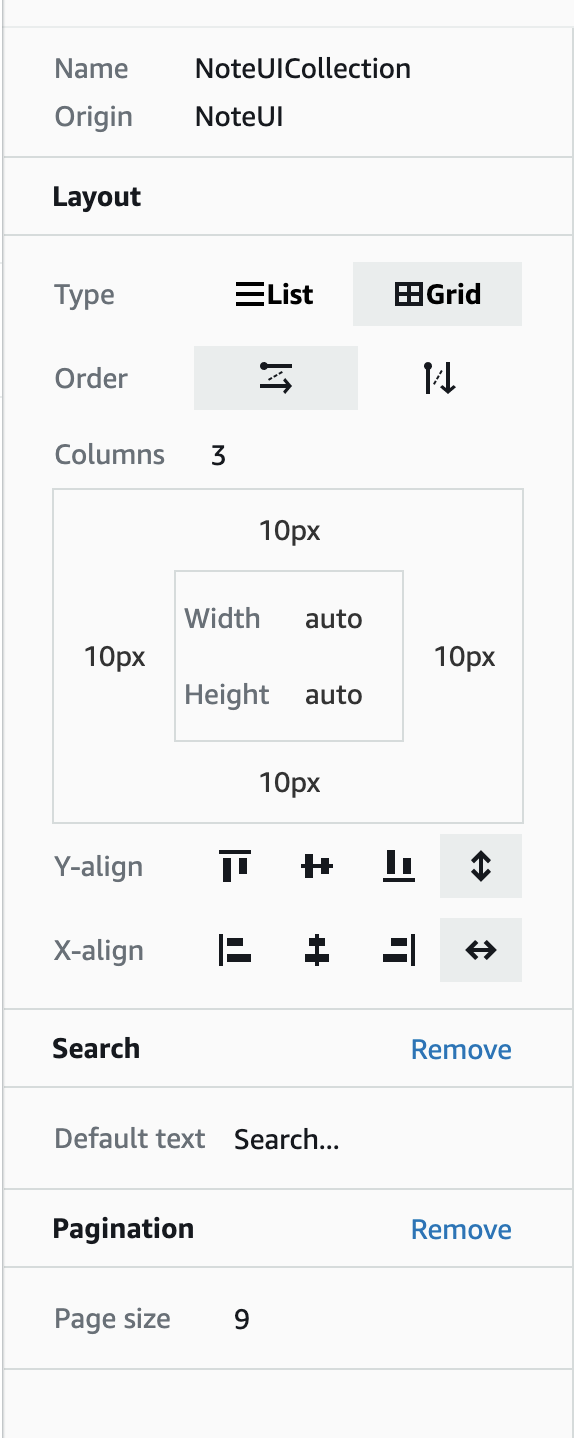 Name NoteUICollection
Origin NoteUI
Layout
Type List Grid
Order
Columns 3
10px
Width auto
10px 10px
Height auto
10px
Y-align
X-align
Search Remove
Default text Search...
Pagination Remove
Page size 9